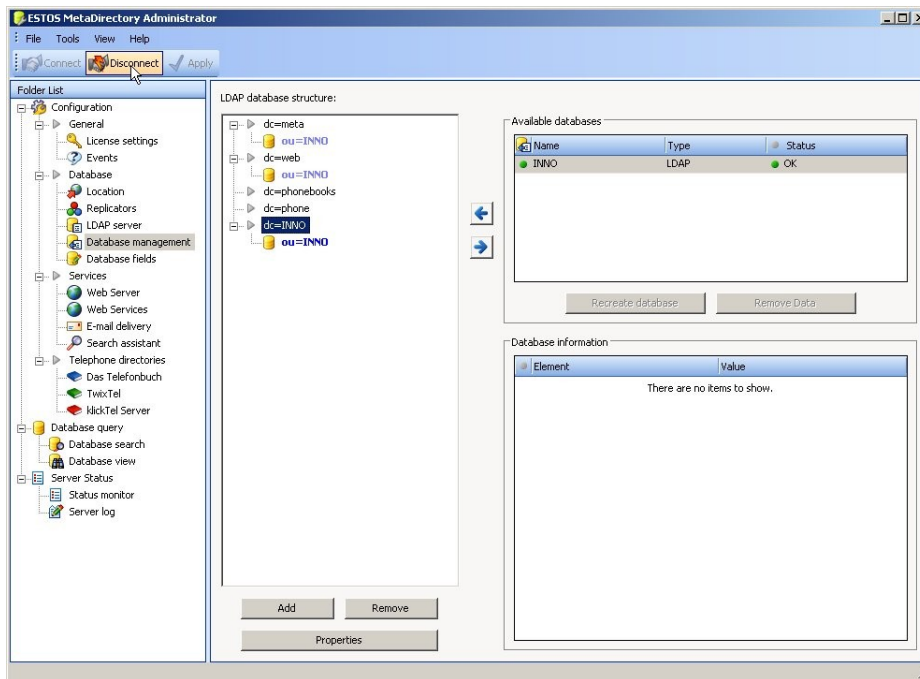 ESTOS MetaDirectory Administrator
File Tools View Help
Connect Disconnect Apply
Folder List
Configuration
General
License settings
Events
Database
Location
Replicators
LDAP server
Database management
Database fields
Services
Web Server
Web Services
E-mail delivery
Search assistant
Telephone directories
Das Telefonbuch
TwixTel
klickTel Server
Database query
Database search
Database view
Server Status
Status monitor
Server log
LDAP database structure:
dc=meta
ou=INNO
dc=web
ou=INNO
dc=phonebooks
dc=phone
dc=INNO
ou=INNO
Add Remove
Properties
Available databases
Name Type Status
INNO LDAP OK
Recreate database Remove Data
Database information
Element Value
There are no items to show.